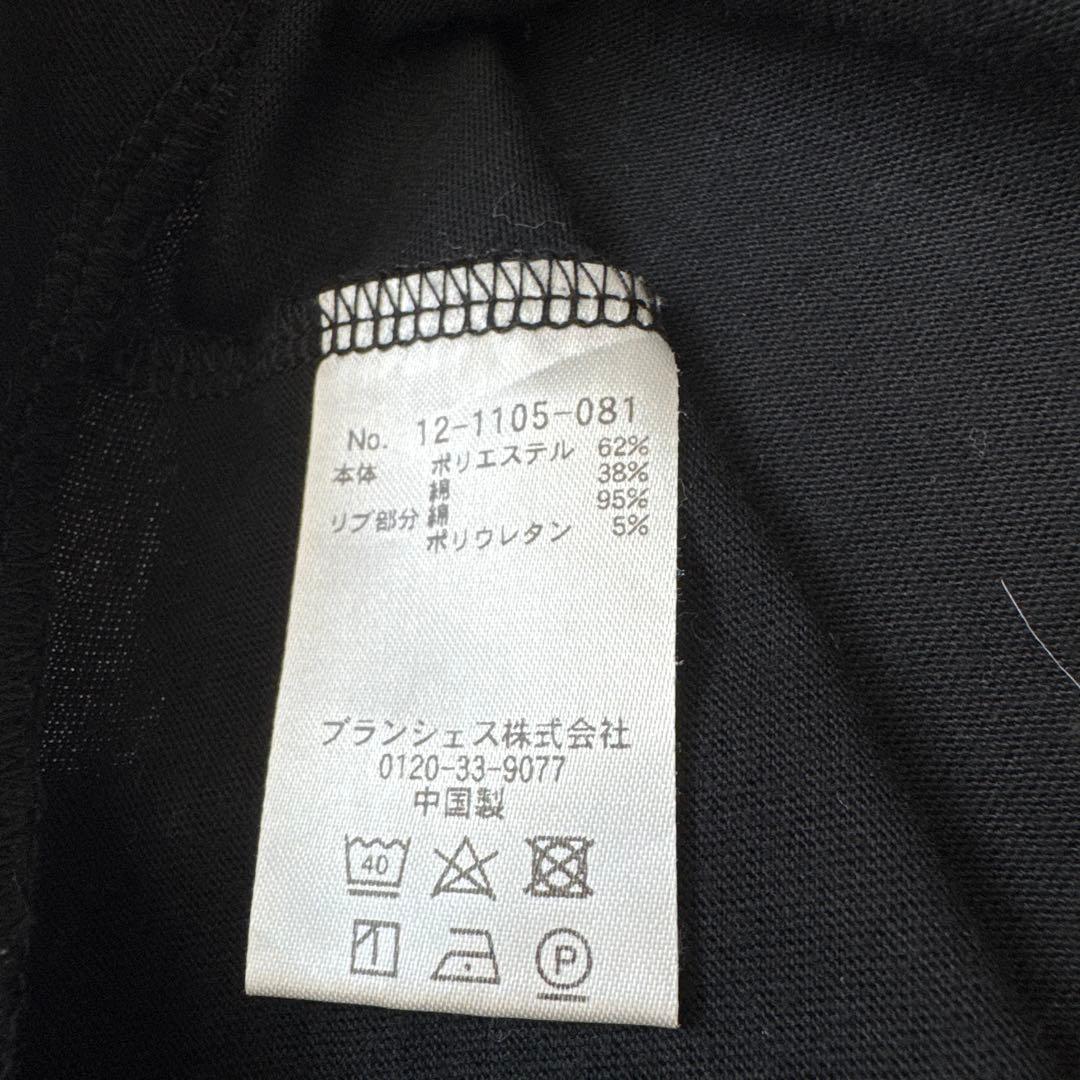 No. 12-1105-081
本体 ポリエステル 62%
綿 38%
リブ部分 綿 95%
ポリウレタン 5%
ブランシェス株式会社
0120-33-9077
中国製
40
P